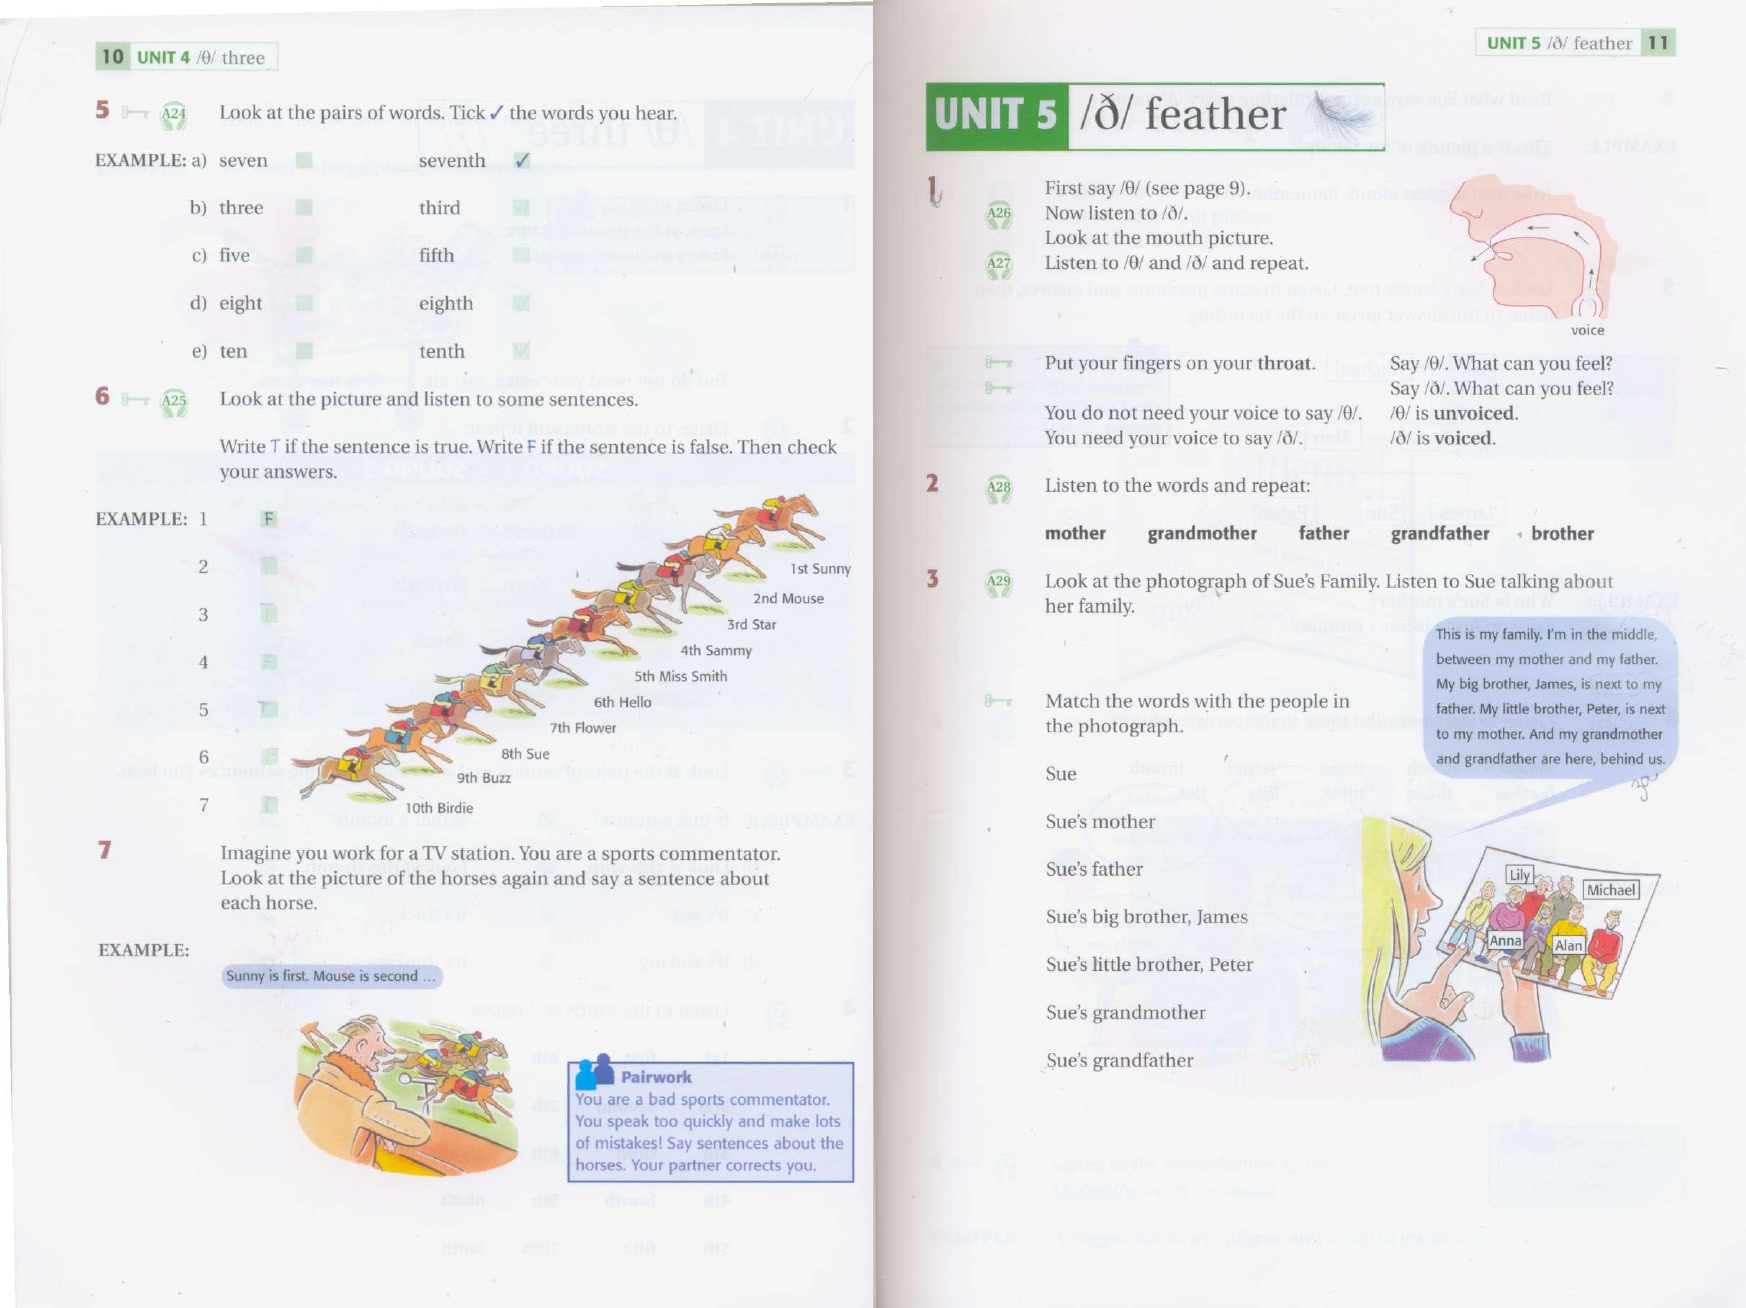 10 UNIT 4 /θ/ three
5 A24 Look at the pairs of words. Tick ✓ the words you hear.
EXAMPLE: a) seven seventh ✓
b) three third
c) five fifth
d) eight eighth
e) ten tenth
6 A25 Look at the picture and listen to some sentences.
Write T if the sentence is true. Write F if the sentence is false. Then check
your answers.
EXAMPLE: 1 F
2
3
4
5
6
7
1st Sunny
2nd Mouse
3rd Star
4th Sammy
5th Miss Smith
6th Hello
7th Flower
8th Sue
9th Buzz
10th Birdie
7 Imagine you work for a TV station. You are a sports commentator.
Look at the picture of the horses again and say a sentence about
each horse.
EXAMPLE:
Sunny is first. Mouse is second ...
Pairwork
You are a bad sports commentator.
You speak too quickly and make lots
of mistakes! Say sentences about the
horses. Your partner corrects you.
UNIT 5 /ð/ feather 11
UNIT 5 /ð/ feather
1 First say /θ/ (see page 9).
A26 Now listen to /ð/.
Look at the mouth picture.
A27 Listen to /θ/ and /ð/ and repeat.
voice
Put your fingers on your throat. Say /θ/. What can you feel?
Say /ð/. What can you feel?
You do not need your voice to say /θ/. /θ/ is unvoiced.
You need your voice to say /ð/. /ð/ is voiced.
2 A28 Listen to the words and repeat:
mother grandmother father grandfather brother
3 A29 Look at the photograph of Sue's Family. Listen to Sue talking about
her family.
This is my family. I'm in the middle,
between my mother and my father.
My big brother, James, is next to my
father. My little brother, Peter, is next
to my mother. And my grandmother
and grandfather are here, behind us.
Match the words with the people in
the photograph.
Sue
Sue's mother
Sue's father
Sue's big brother, James
Sue's little brother, Peter
Sue's grandmother
Sue's grandfather
Lily
Michael
Anna
Alan